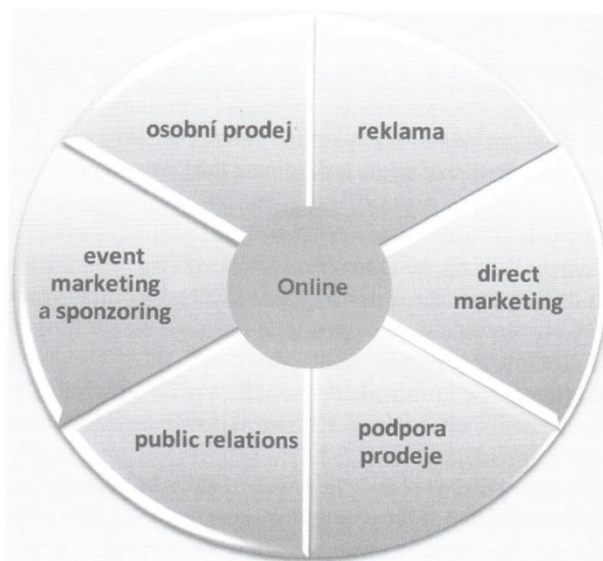 osobní prodej
reklama
event
marketing
a sponzoring
Online
direct
marketing
public relations
podpora
prodeje